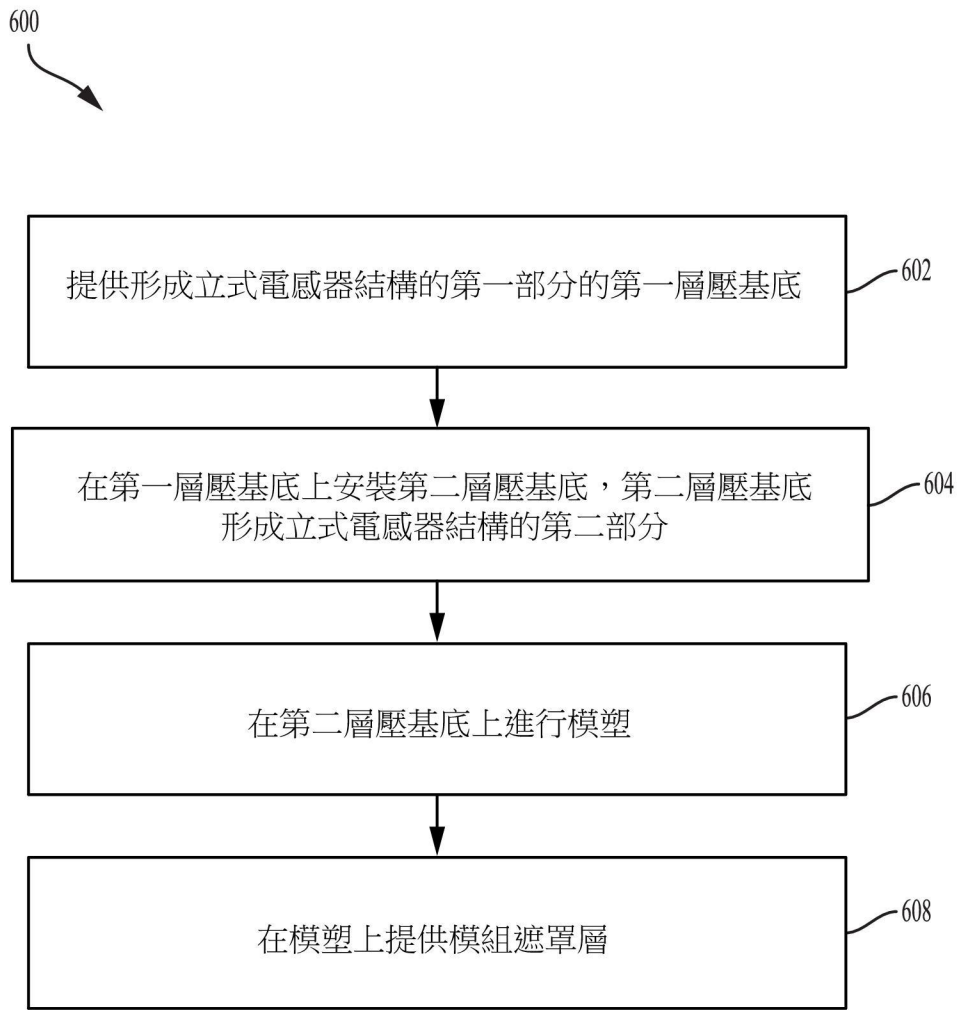 600
提供形成立式電感器結構的第一部分的第一層壓基底
602
在第一層壓基底上安裝第二層壓基底，第二層壓基底
形成立式電感器結構的第二部分
604
在第二層壓基底上進行模塑
606
在模塑上提供模組遮罩層
608